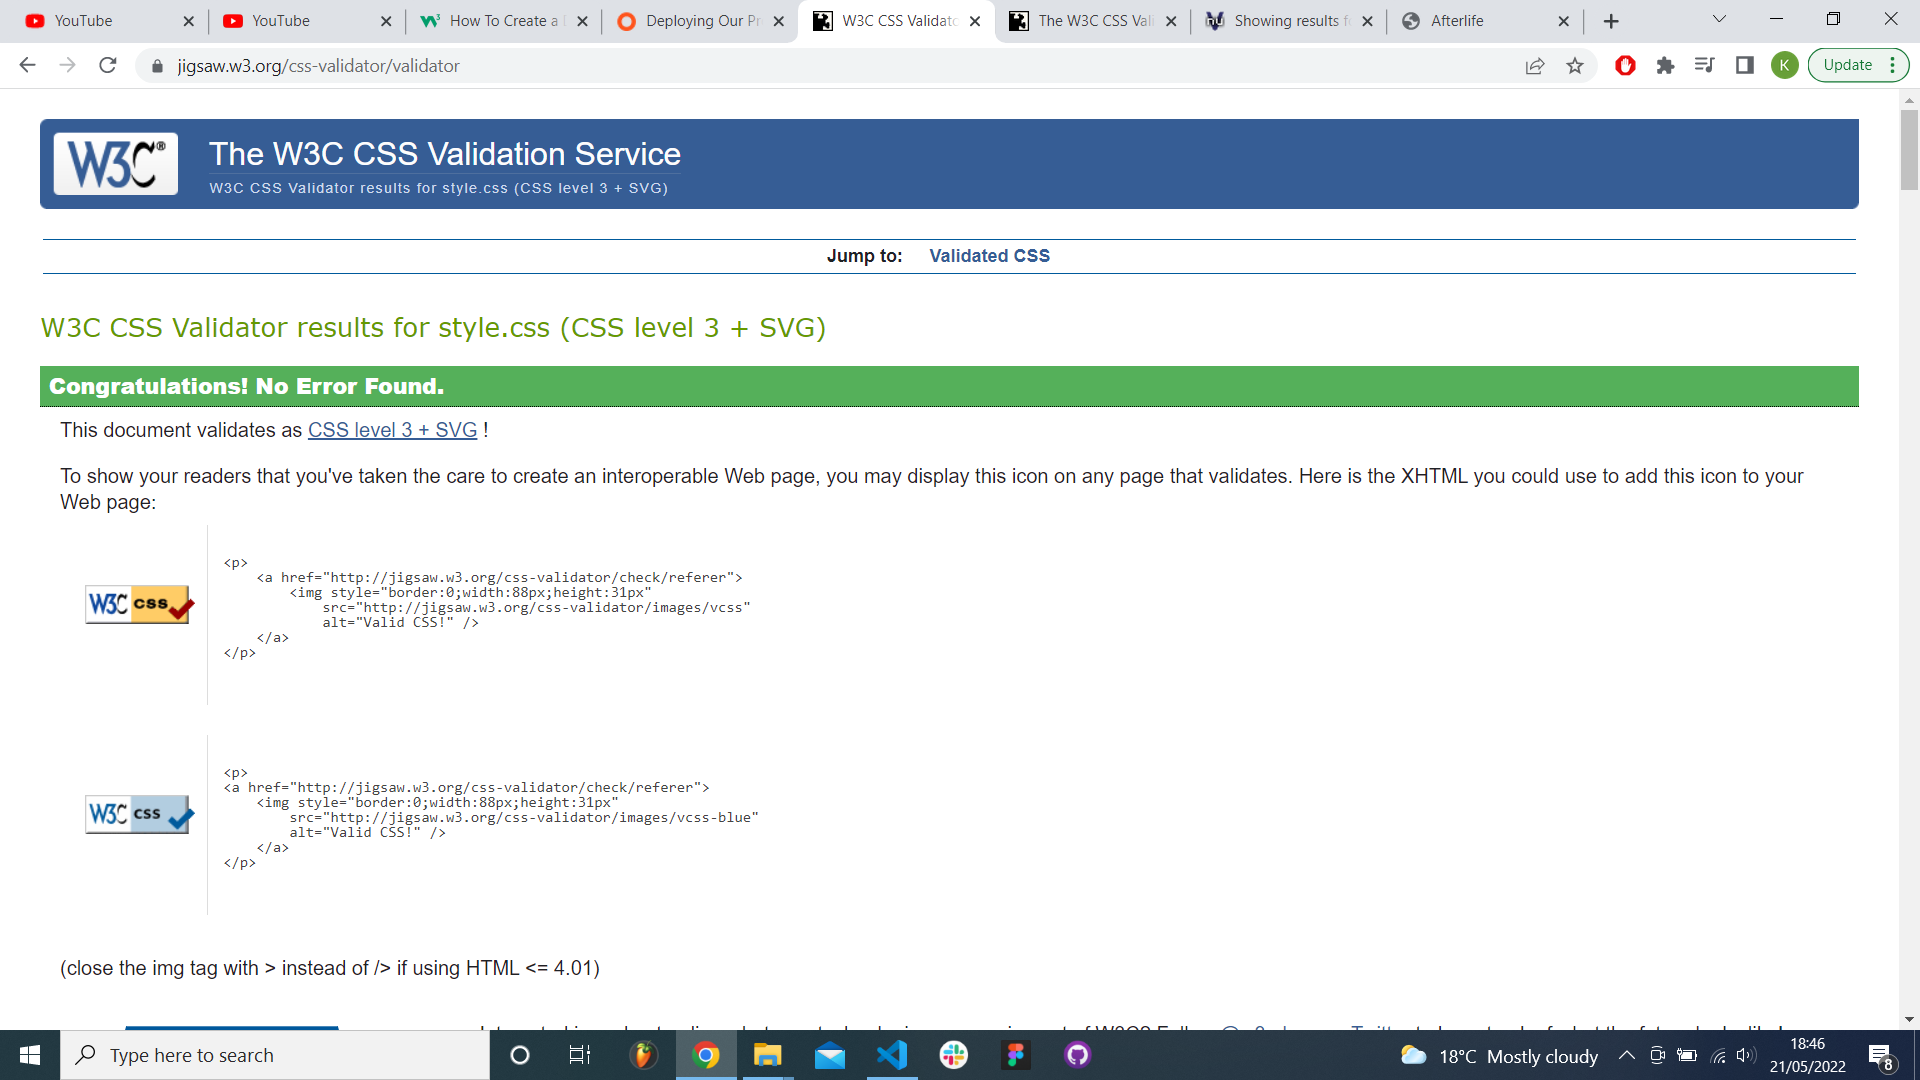 YouTube
YouTube
How To Create a
Deploying Our Pr
W3C CSS Validato
The W3C CSS Vali
Showing results f
Afterlife
jigsaw.w3.org/css-validator/validator
K
Update
W3C®
The W3C CSS Validation Service
W3C CSS Validator results for style.css (CSS level 3 + SVG)
Jump to: Validated CSS
W3C CSS Validator results for style.css (CSS level 3 + SVG)
Congratulations! No Error Found.
This document validates as CSS level 3 + SVG !
To show your readers that you've taken the care to create an interoperable Web page, you may display this icon on any page that validates. Here is the XHTML you could use to add this icon to your
Web page:
W3C css
<p>
<a href="http://jigsaw.w3.org/css-validator/check/referer">
<img style="border:0;width:88px;height:31px"
src="http://jigsaw.w3.org/css-validator/images/vcss"
alt="Valid CSS!" />
</a>
</p>
W3C css
<p>
<a href="http://jigsaw.w3.org/css-validator/check/referer">
<img style="border:0;width:88px;height:31px"
src="http://jigsaw.w3.org/css-validator/images/vcss-blue"
alt="Valid CSS!" />
</a>
</p>
(close the img tag with > instead of /> if using HTML <= 4.01)
Type here to search
18°C Mostly cloudy
18:46
21/05/2022
8